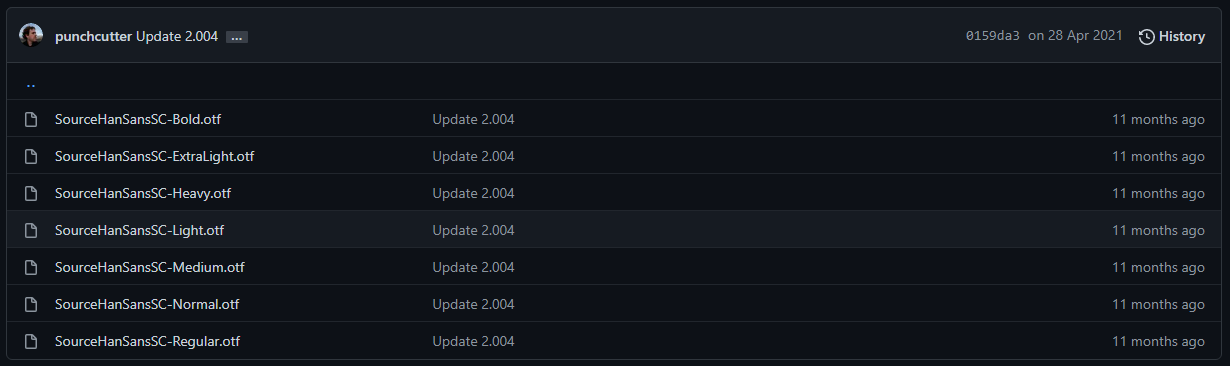 punchcutter Update 2.004 ... 0159da3 on 28 Apr 2021 History
..
SourceHanSansSC-Bold.otf Update 2.004 11 months ago
SourceHanSansSC-ExtraLight.otf Update 2.004 11 months ago
SourceHanSansSC-Heavy.otf Update 2.004 11 months ago
SourceHanSansSC-Light.otf Update 2.004 11 months ago
SourceHanSansSC-Medium.otf Update 2.004 11 months ago
SourceHanSansSC-Normal.otf Update 2.004 11 months ago
SourceHanSansSC-Regular.otf Update 2.004 11 months ago